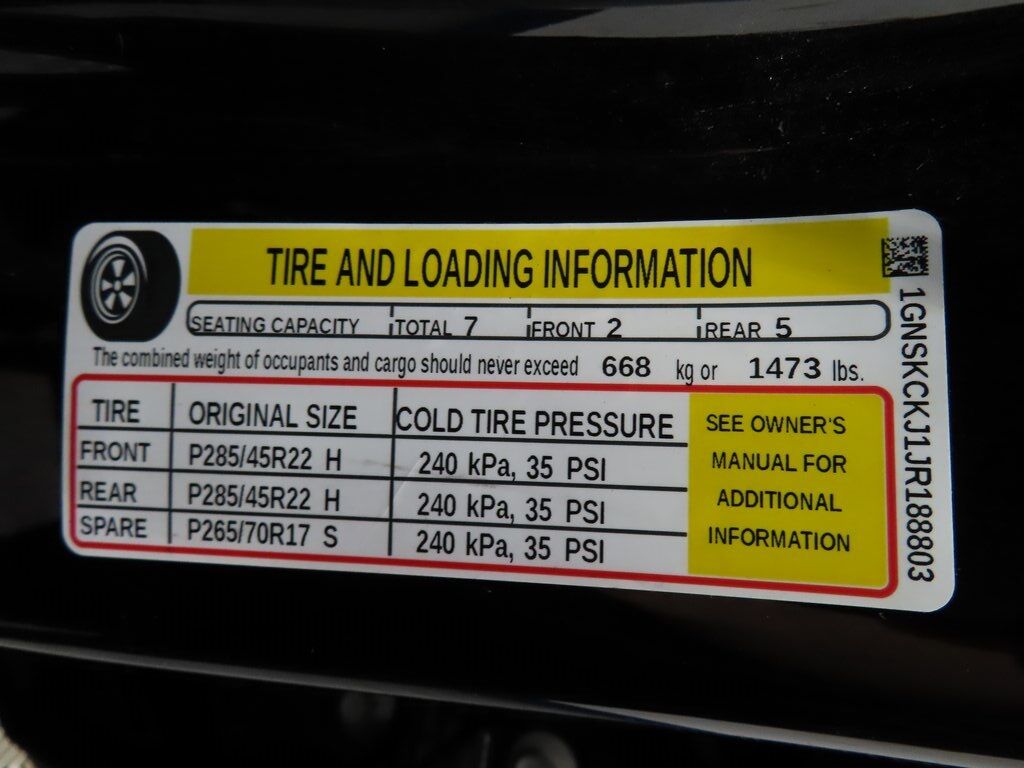 TIRE AND LOADING INFORMATION
SEATING CAPACITY TOTAL 7 FRONT 2 REAR 5
The combined weight of occupants and cargo should never exceed 668 kg or 1473 lbs.
TIRE ORIGINAL SIZE COLD TIRE PRESSURE
FRONT P285/45R22 H 240 kPa, 35 PSI
REAR P285/45R22 H 240 kPa, 35 PSI
SPARE P265/70R17 S 240 kPa, 35 PSI
SEE OWNER'S
MANUAL FOR
ADDITIONAL
INFORMATION
1GNSKCKJ1JR188803